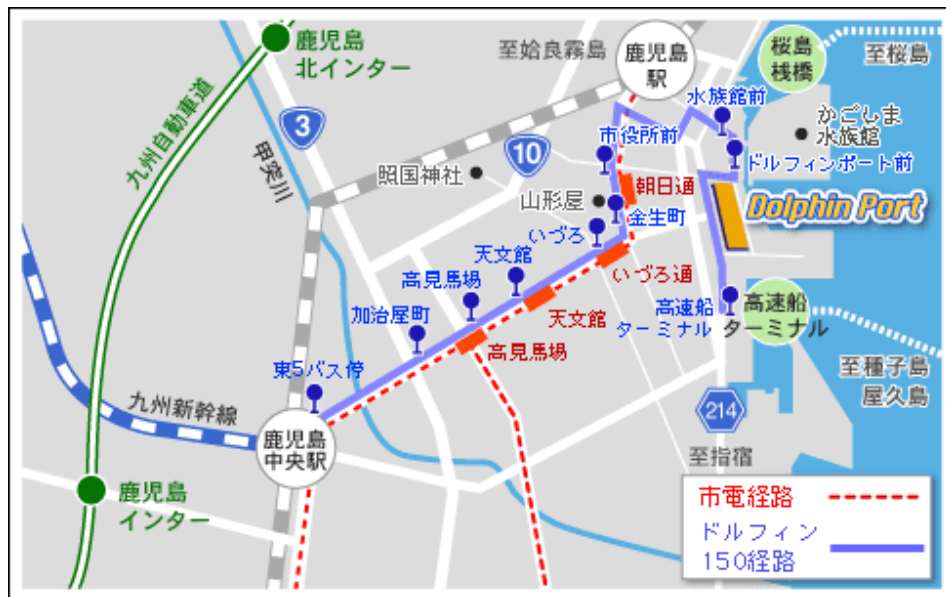 鹿児島
北インター
至姶良霧島
鹿児島
駅
桜島
桟橋
至桜島
九州自動車道
3
甲突川
10
市役所前
水族館前
かごしま
水族館
照国神社
ドルフィンポート前
朝日通
山形屋
金生町
Dolphin Port
いづろ
天文館
いづろ通
高見馬場
加治屋町
天文館
高速船
ターミナル
高速船
ターミナル
高見馬場
東5バス停
至種子島
屋久島
九州新幹線
214
鹿児島
中央駅
至指宿
鹿児島
インター
市電経路
ドルフィン
150経路